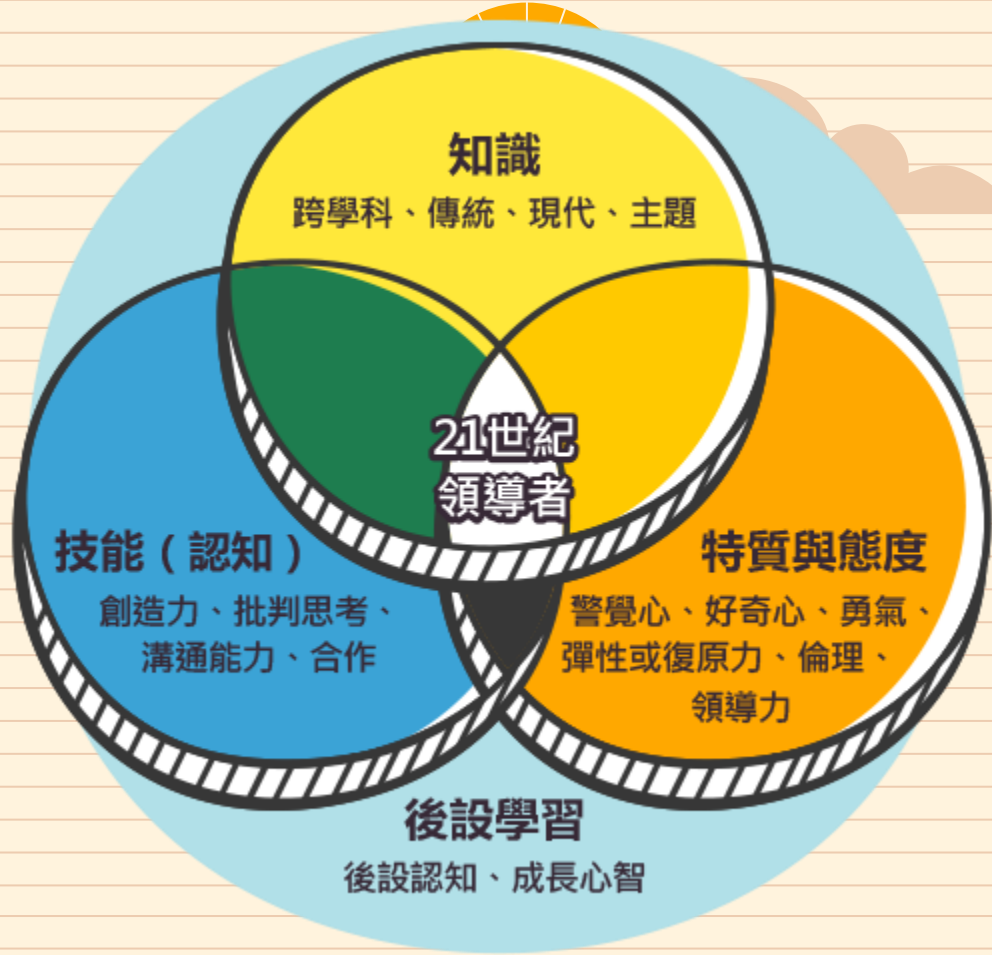 知識
跨學科、傳統、現代、主題
21世紀
領導者
技能（認知）
創造力、批判思考、
溝通能力、合作
特質與態度
警覺心、好奇心、勇氣、
彈性或復原力、倫理、
領導力
後設學習
後設認知、成長心智